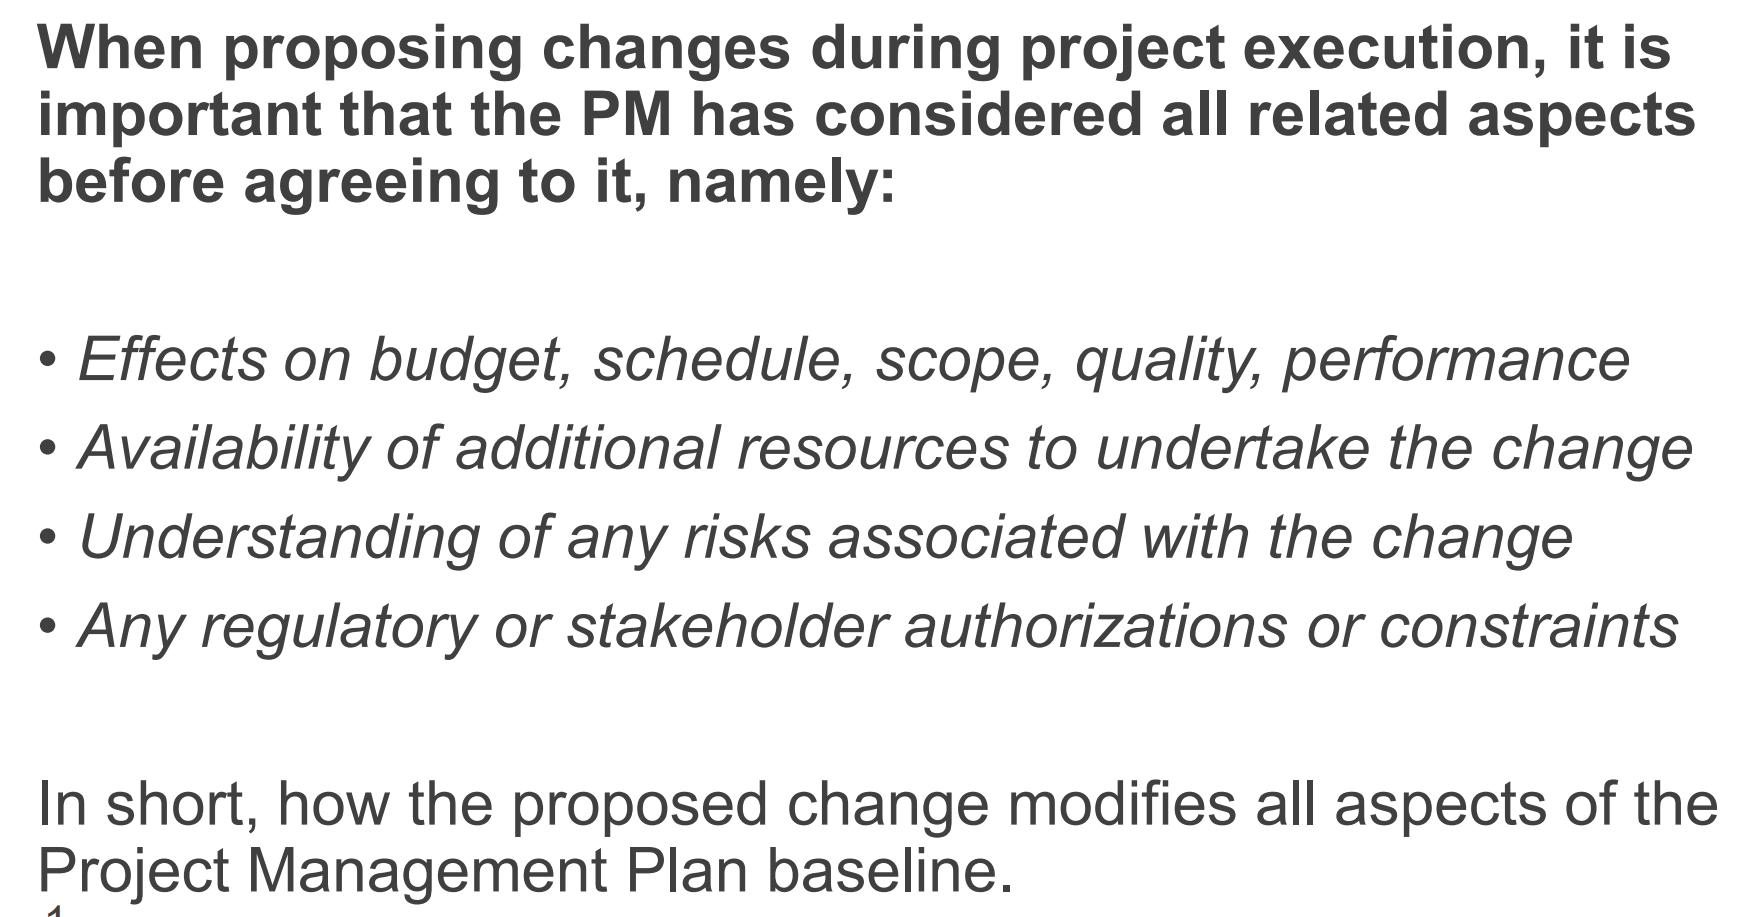 When proposing changes during project execution, it is
important that the PM has considered all related aspects
before agreeing to it, namely:
• Effects on budget, schedule, scope, quality, performance
• Availability of additional resources to undertake the change
• Understanding of any risks associated with the change
• Any regulatory or stakeholder authorizations or constraints
In short, how the proposed change modifies all aspects of the
Project Management Plan baseline.